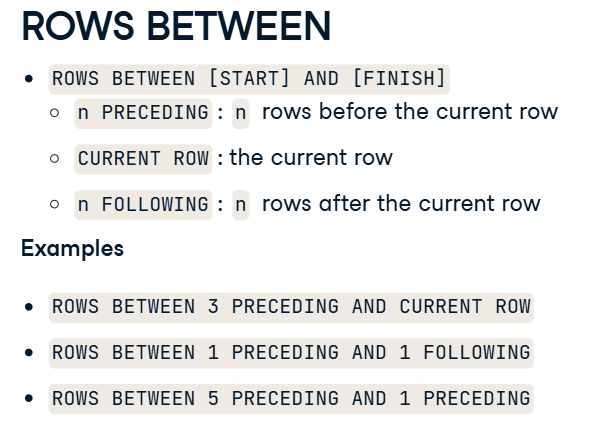 ROWS BETWEEN
• ROWS BETWEEN [START] AND [FINISH]
○ n PRECEDING : n rows before the current row
○ CURRENT ROW : the current row
○ n FOLLOWING : n rows after the current row
Examples
• ROWS BETWEEN 3 PRECEDING AND CURRENT ROW
• ROWS BETWEEN 1 PRECEDING AND 1 FOLLOWING
• ROWS BETWEEN 5 PRECEDING AND 1 PRECEDING